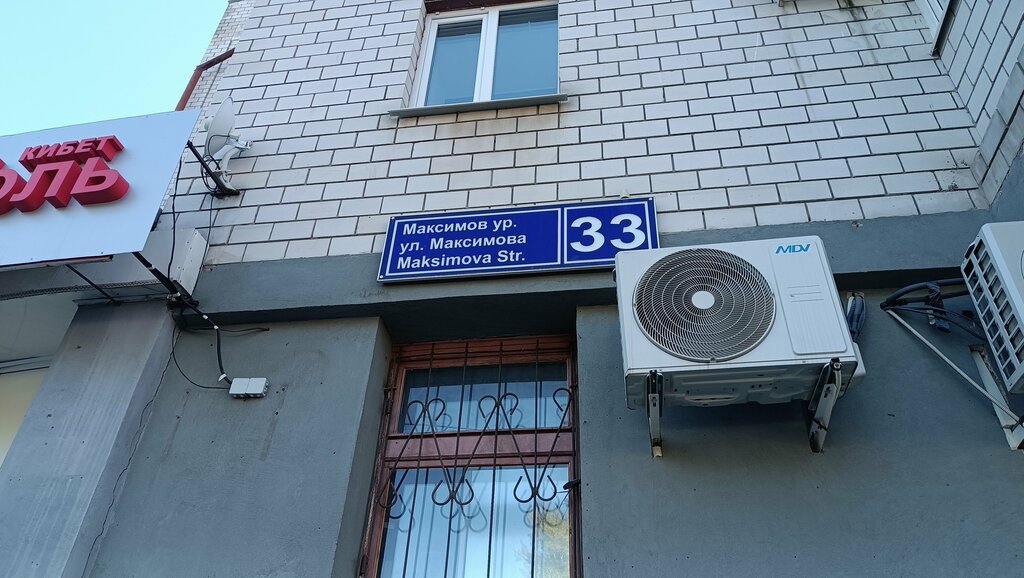 КИБЕТ
ОЛЬ
Максимов ур.
ул. Максимова
Maksimova Str.
33
MDV